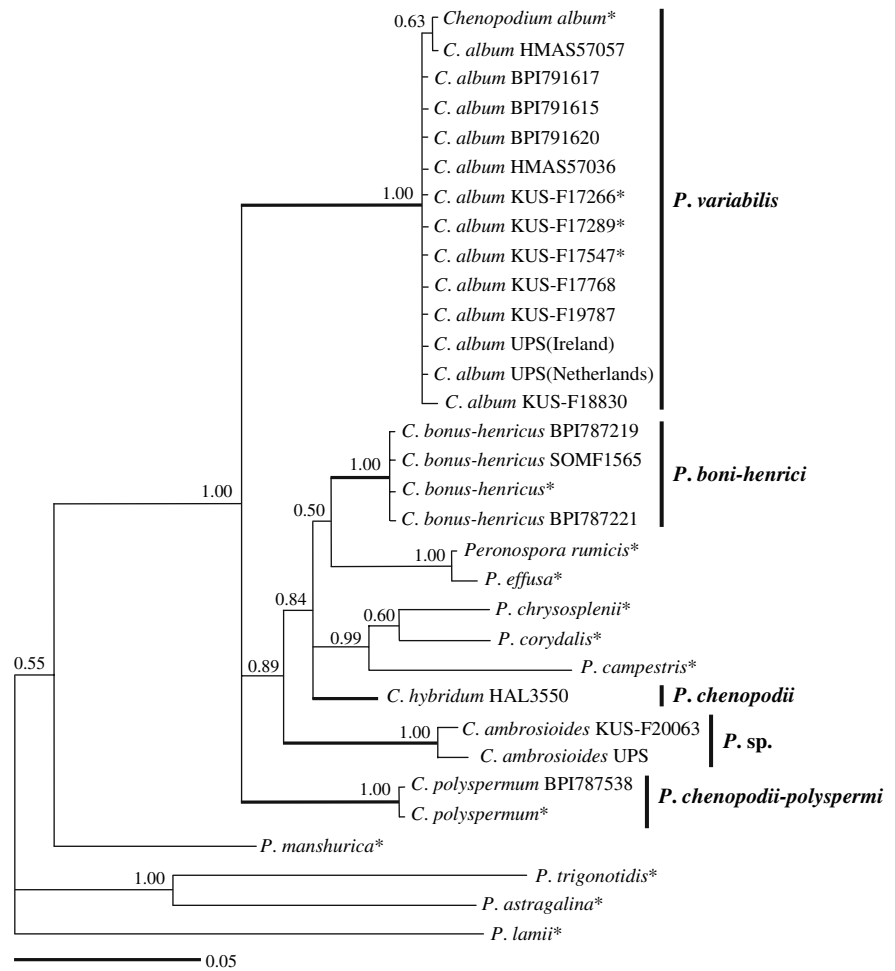 0.63
Chenopodium album*
C. album HMAS57057
C. album BPI791617
C. album BPI791615
C. album BPI791620
C. album HMAS57036
1.00
C. album KUS-F17266*
P. variabilis
C. album KUS-F17289*
C. album KUS-F17547*
C. album KUS-F17768
C. album KUS-F19787
C. album UPS(Ireland)
C. album UPS(Netherlands)
C. album KUS-F18830
C. bonus-henricus BPI787219
1.00
C. bonus-henricus SOMF1565
P. boni-henrici
1.00
C. bonus-henricus*
0.50
C. bonus-henricus BPI787221
1.00
Peronospora rumicis*
P. effusa*
0.84
P. chrysosplenii*
0.60
0.99
P. corydalis*
0.55
0.89
P. campestris*
C. hybridum HAL3550
P. chenopodii
1.00
C. ambrosioides KUS-F20063
P. sp.
C. ambrosioides UPS
1.00
C. polyspermum BPI787538
P. chenopodii-polyspermi
C. polyspermum*
P. manshurica*
1.00
P. trigonotidis*
P. astragalina*
P. lamii*
0.05